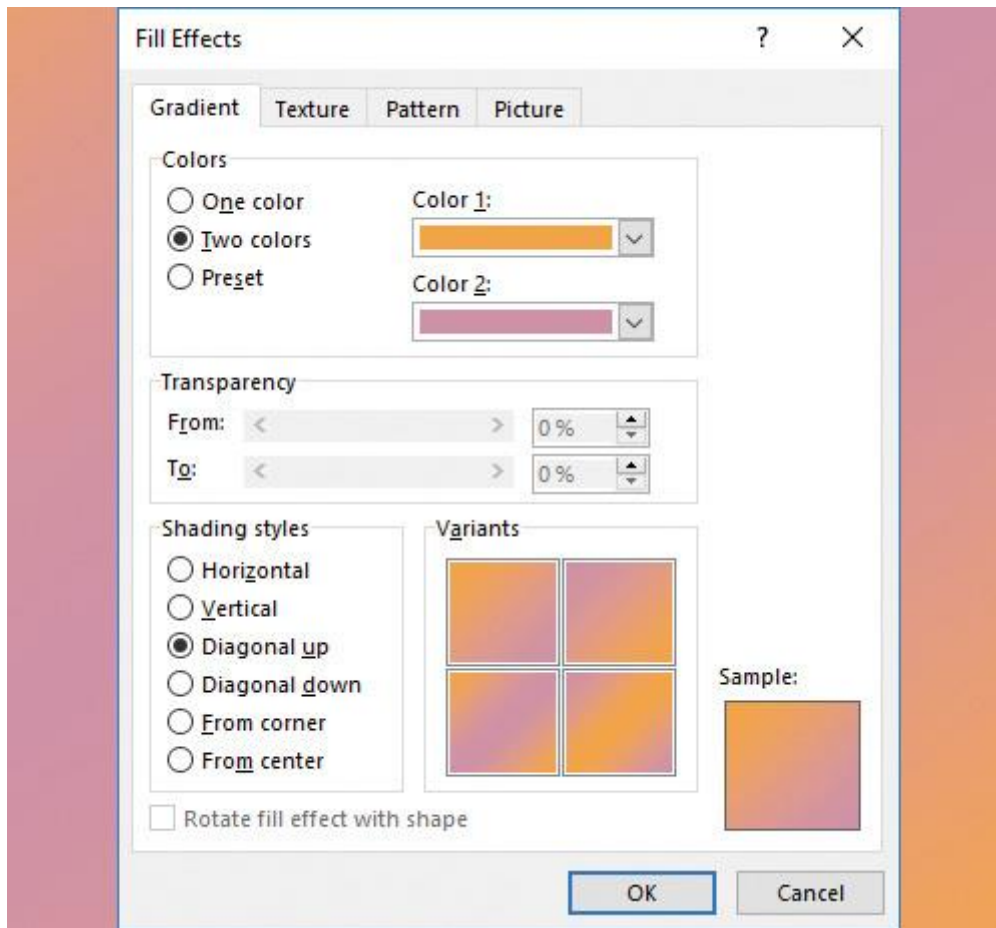 Fill Effects ?
Gradient Texture Pattern Picture
Colors
One color
Two colors
Preset
Color 1:
Color 2:
Transparency
From: 0 %
To: 0 %
Shading styles
Horizontal
Vertical
Diagonal up
Diagonal down
From corner
From center
Variants
Sample:
Rotate fill effect with shape
OK Cancel